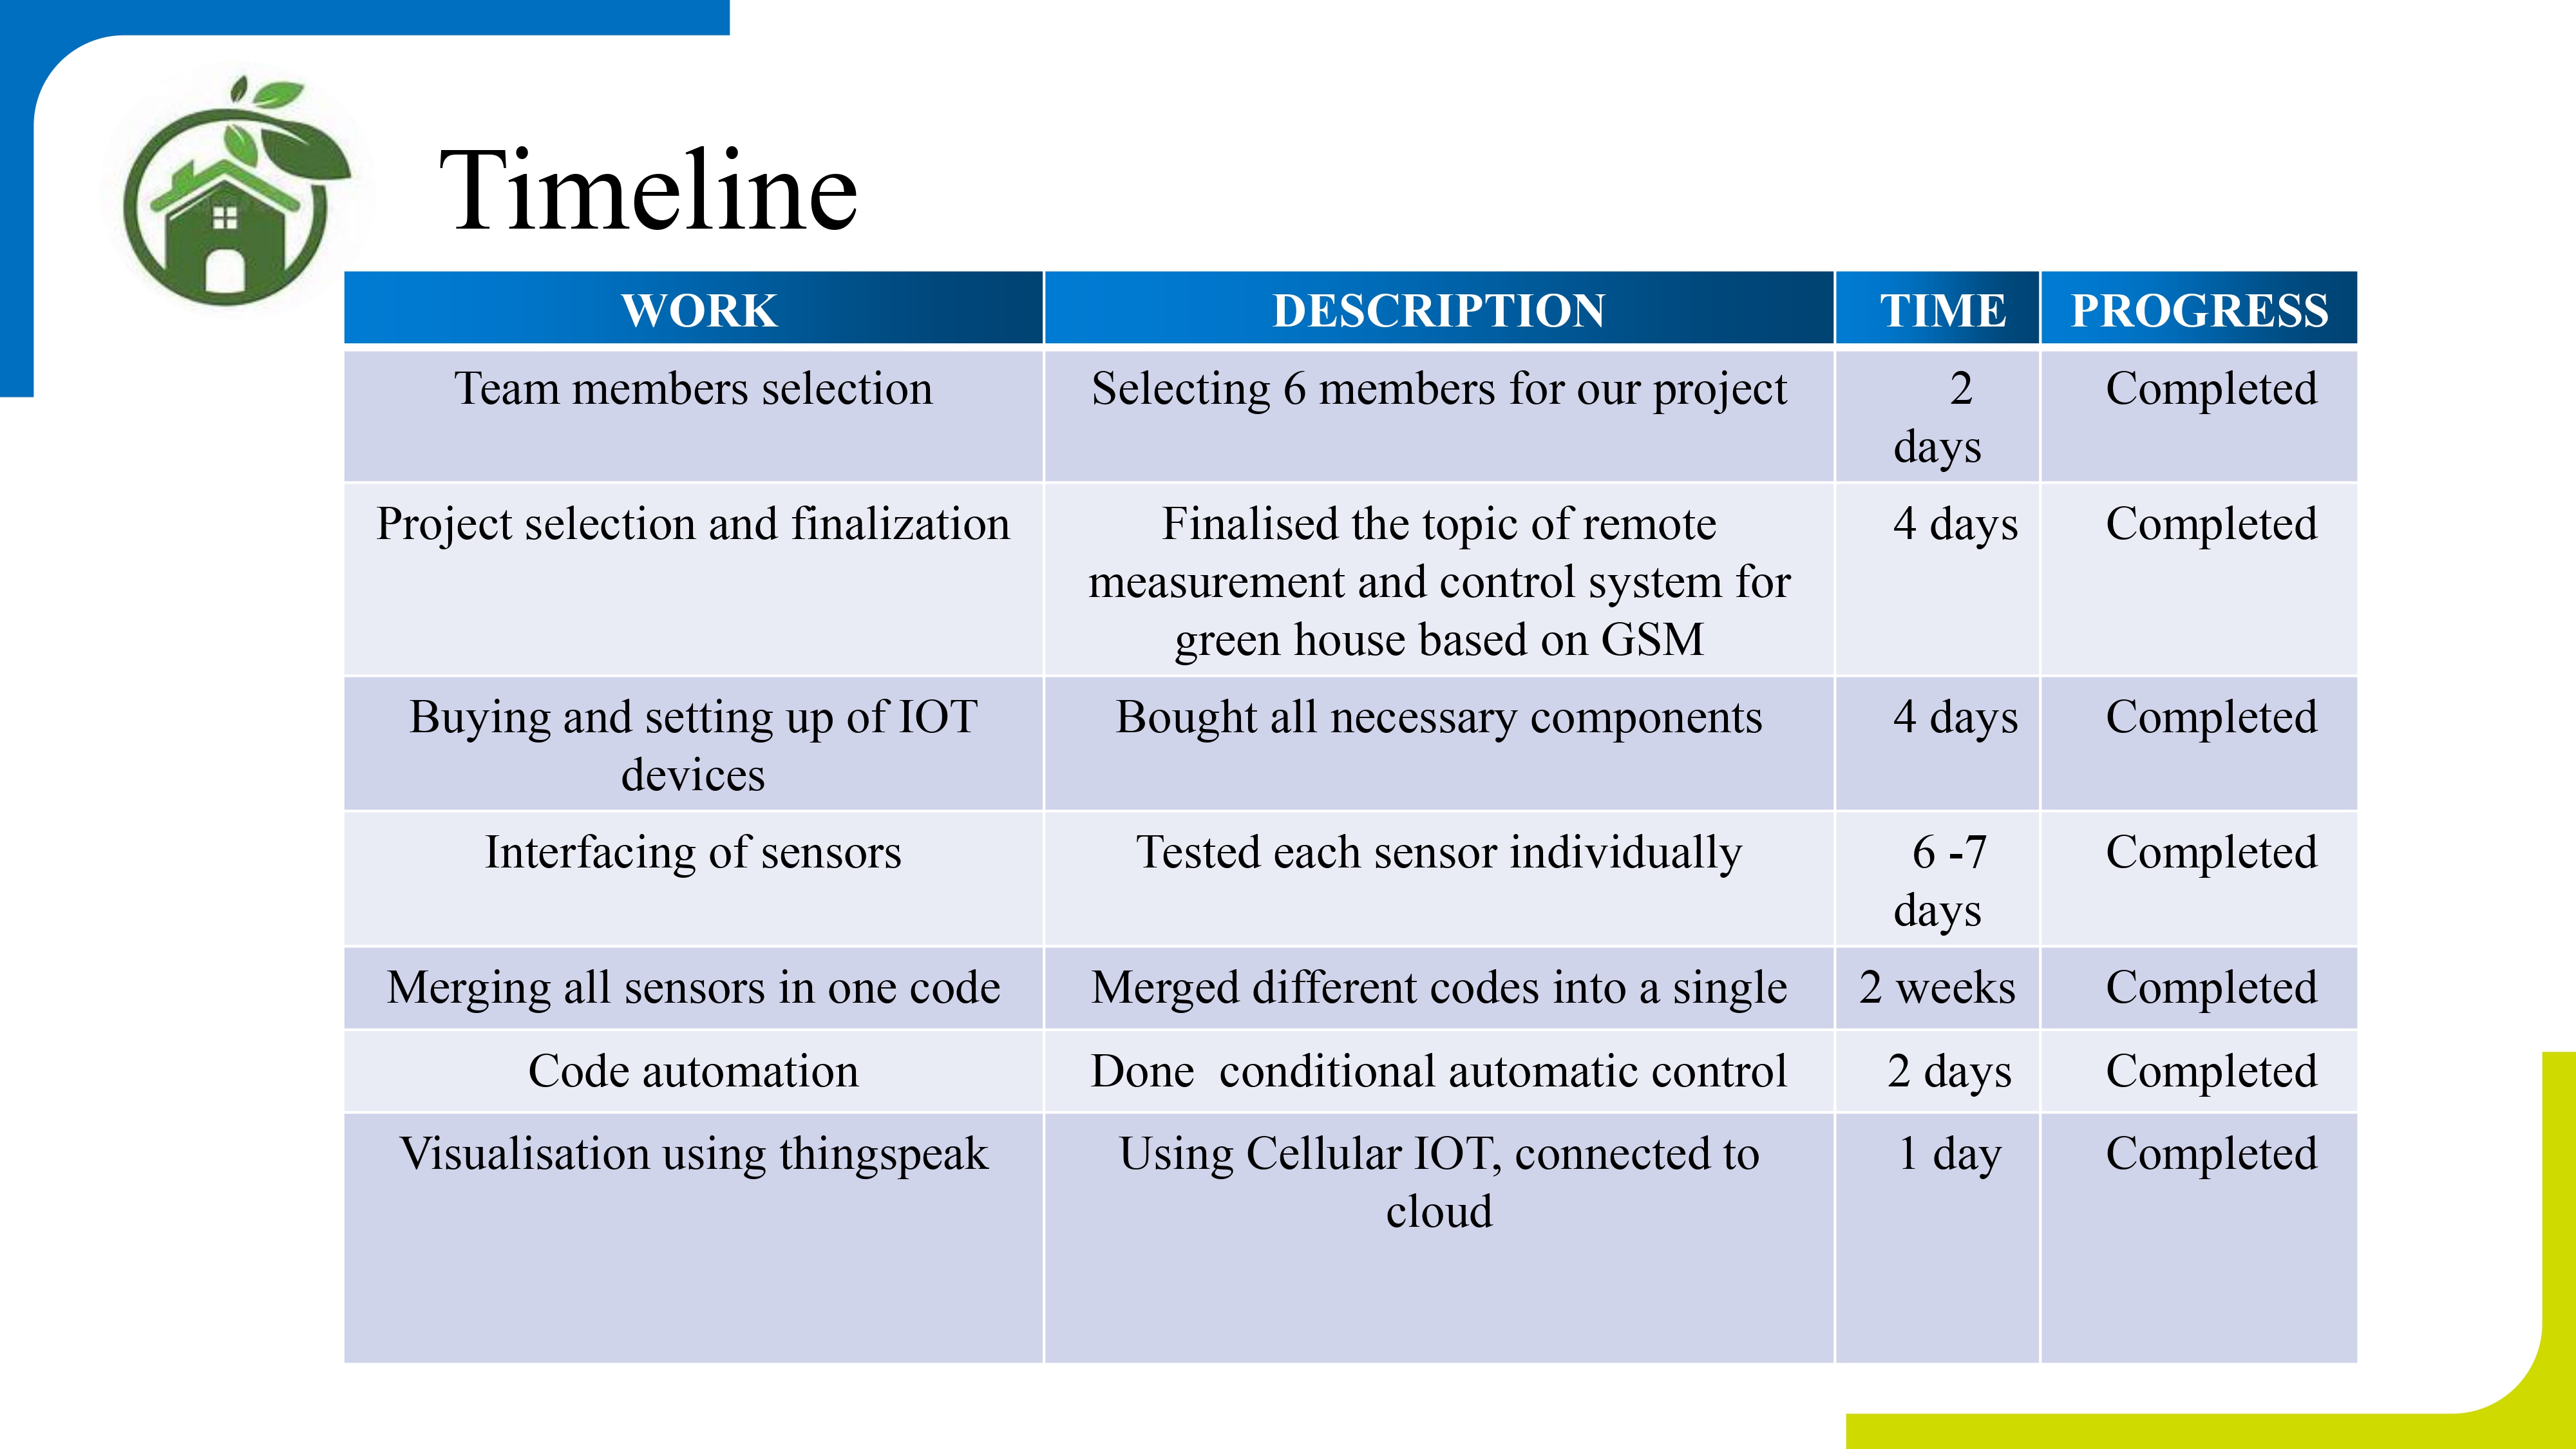 Timeline
WORK DESCRIPTION TIME PROGRESS
Team members selection Selecting 6 members for our project 2 Completed
days
Project selection and finalization Finalised the topic of remote 4 days Completed
measurement and control system for
green house based on GSM
Buying and setting up of IOT Bought all necessary components 4 days Completed
devices
Interfacing of sensors Tested each sensor individually 6 -7 Completed
days
Merging all sensors in one code Merged different codes into a single 2 weeks Completed
Code automation Done  conditional automatic control 2 days Completed
Visualisation using thingspeak Using Cellular IOT, connected to 1 day Completed
cloud